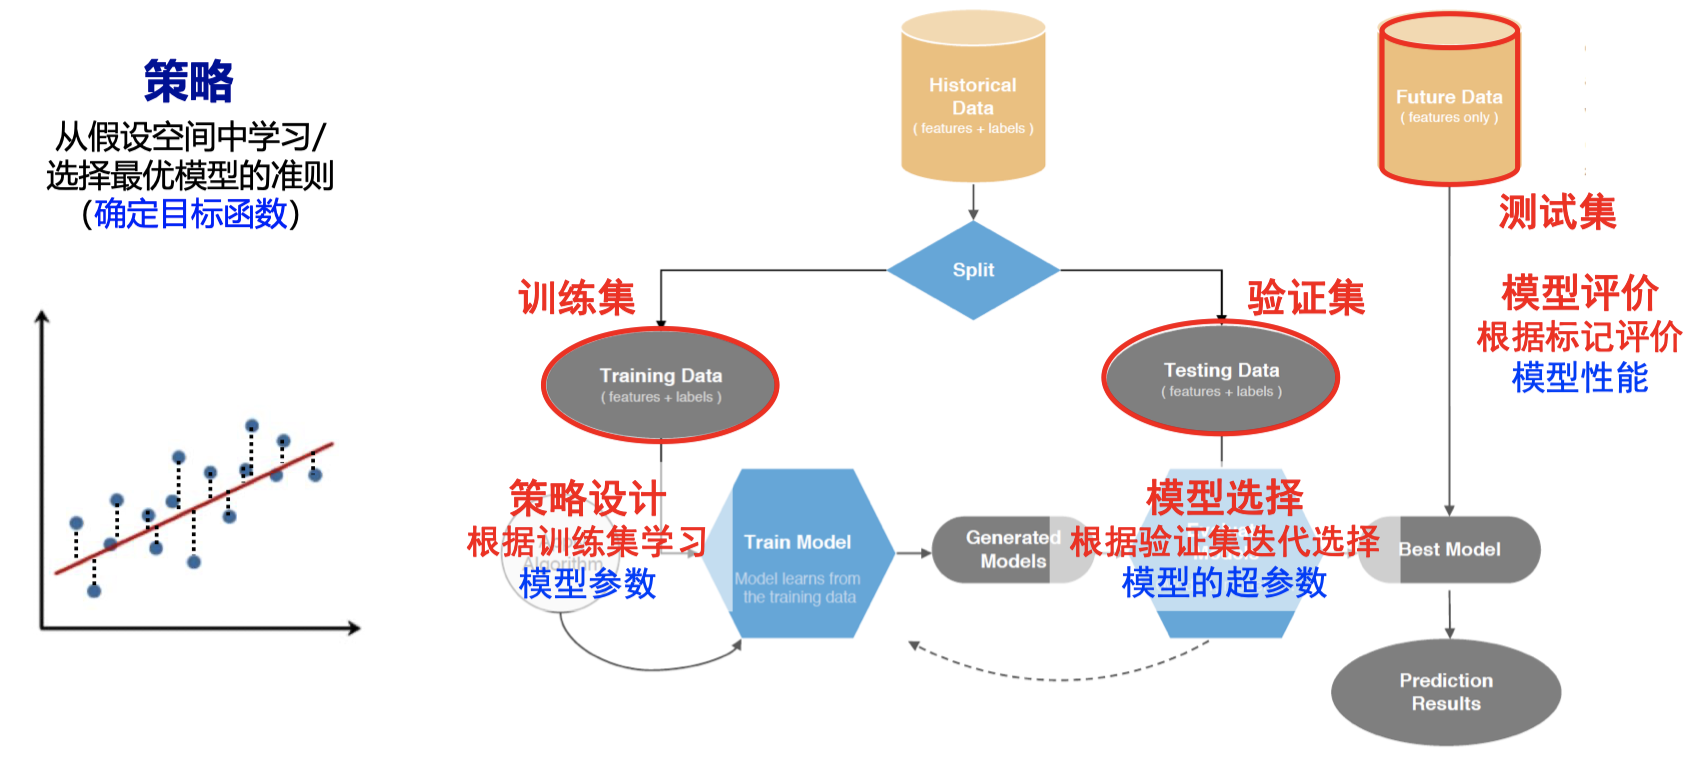 策略
从假设空间中学习/
选择最优模型的准则
(确定目标函数)
Historical
Data
( features + labels )
Future Data
( features only )
测试集
Split
训练集
验证集
模型评价
根据标记评价
模型性能
Training Data
( features + labels )
Testing Data
( features + labels )
策略设计
根据训练集学习
模型参数
Algorithm
Train Model
Model learns from
the training data
Generated
Models
模型选择
根据验证集迭代选择
模型的超参数
Best Model
Prediction
Results